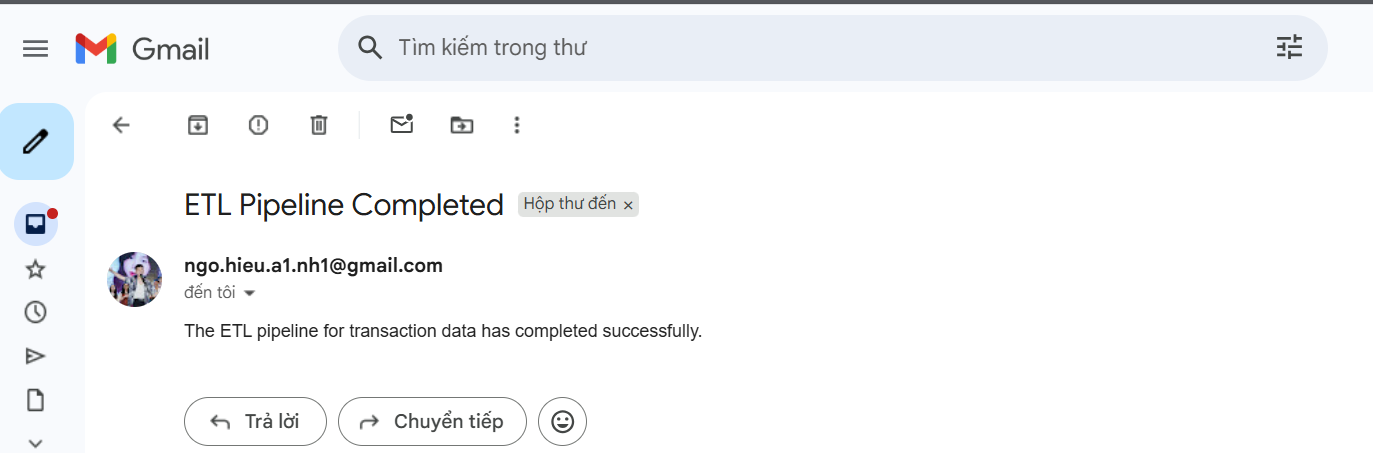 Gmail
Tìm kiếm trong thư
ETL Pipeline Completed
Hộp thư đến ×
ngo.hieu.a1.nh1@gmail.com
đến tôi
The ETL pipeline for transaction data has completed successfully.
Trả lời
Chuyển tiếp